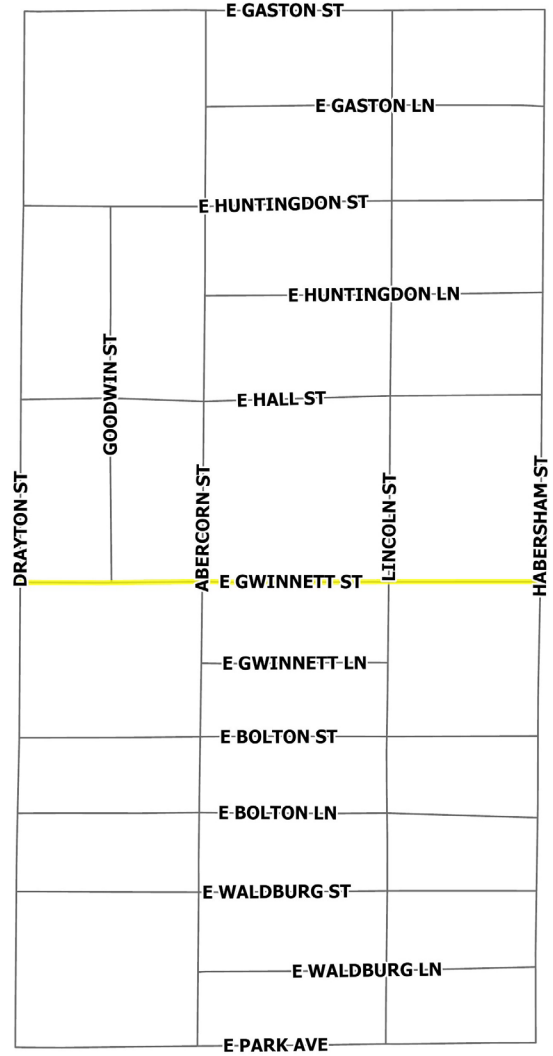 E GASTON ST
E GASTON LN
E HUNTINGDON ST
E HUNTINGDON LN
GOODWIN ST
E HALL ST
DRAYTON ST
ABERCORN ST
LINCOLN ST
HABERSHAM ST
E GWINNETT ST
E GWINNETT LN
E BOLTON ST
E BOLTON LN
E WALDBURG ST
E WALDBURG LN
E PARK AVE